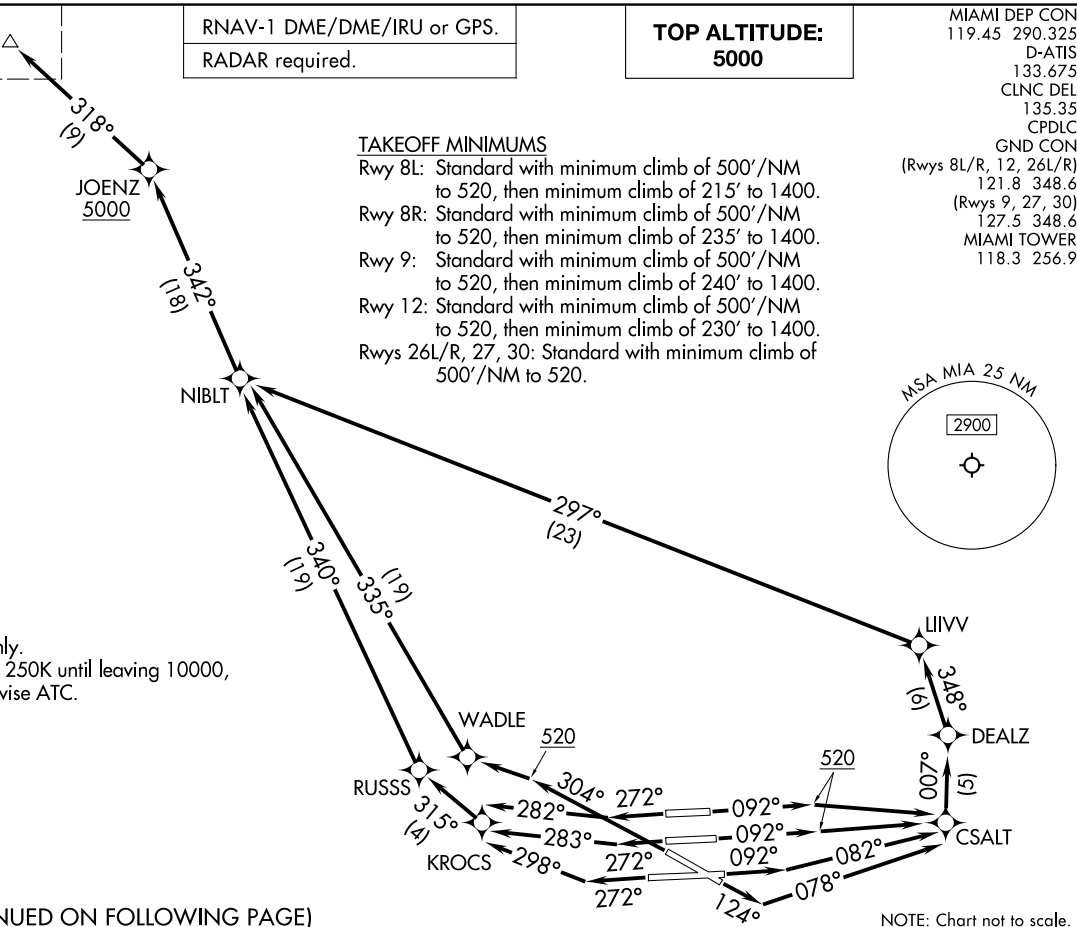 RNAV-1 DME/DME/IRU or GPS.
RADAR required.
TOP ALTITUDE:
5000
MIAMI DEP CON
119.45 290.325
D-ATIS
133.675
CLNC DEL
135.35
CPDLC
GND CON
(Rwys 8L/R, 12, 26L/R)
121.8 348.6
(Rwys 9, 27, 30)
127.5 348.6
MIAMI TOWER
118.3 256.9
318°
(9)
JOENZ
5000
TAKEOFF MINIMUMS
Rwy 8L: Standard with minimum climb of 500'/NM
to 520, then minimum climb of 215' to 1400.
Rwy 8R: Standard with minimum climb of 500'/NM
to 520, then minimum climb of 235' to 1400.
Rwy 9: Standard with minimum climb of 500'/NM
to 520, then minimum climb of 240' to 1400.
Rwy 12: Standard with minimum climb of 500'/NM
to 520, then minimum climb of 230' to 1400.
Rwys 26L/R, 27, 30: Standard with minimum climb of
500'/NM to 520.
342°
(18)
NIBLT
MSA MIA 25 NM
2900
297°
(23)
340°
(19)
335°
(19)
250K until leaving 10000,
ATC.
LIIVV
348°
(6)
DEALZ
007°
(5)
CSALT
WADLE
520
520
304°
RUSSS
315°
(4)
KROCS
282°
272°
092°
283°
272°
092°
298°
272°
092°
082°
124°
078°
ON FOLLOWING PAGE)
NOTE: Chart not to scale.